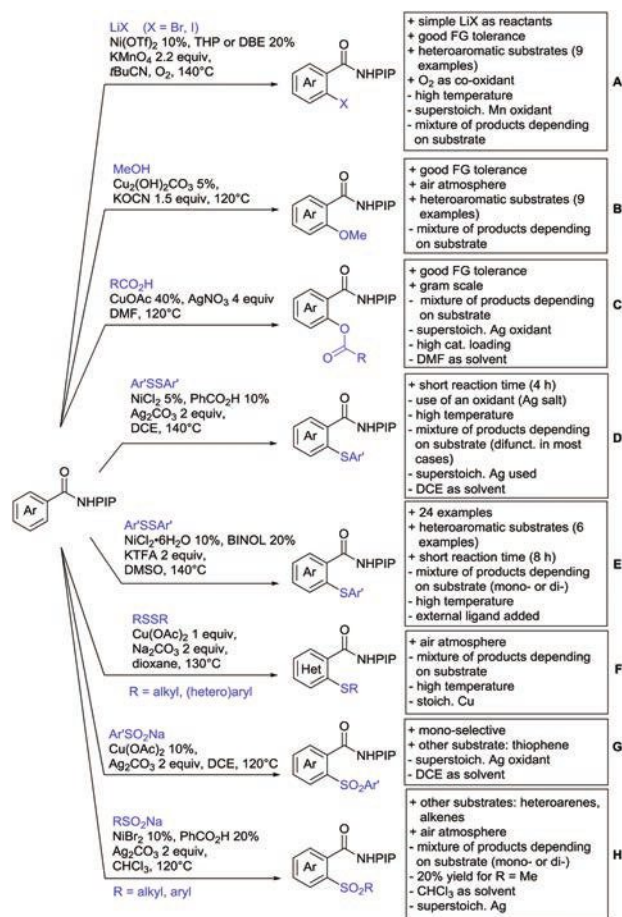 LiX (X = Br, I)
Ni(OTf)2 10%, THP or DBE 20%
KMnO4 2.2 equiv,
tBuCN, O2, 140°C
O
NHPIP
Ar
X
+ simple LiX as reactants
+ good FG tolerance
+ heteroaromatic substrates (9
examples)
+ O2 as co-oxidant
- high temperature
- superstoich. Mn oxidant
- mixture of products depending
on substrate
A
MeOH
Cu2(OH)2CO3 5%,
KOCN 1.5 equiv, 120°C
O
NHPIP
Ar
OMe
+ good FG tolerance
+ air atmosphere
+ heteroaromatic substrates (9
examples)
- mixture of products depending
on substrate
B
RCO2H
CuOAc 40%, AgNO3 4 equiv
DMF, 120°C
O
NHPIP
Ar
O
O
R
+ good FG tolerance
+ gram scale
- mixture of products depending
on substrate
- superstoich. Ag oxidant
- high cat. loading
- DMF as solvent
C
Ar'SSAr'
NiCl2 5%, PhCO2H 10%
Ag2CO3 2 equiv,
DCE, 140°C
O
NHPIP
Ar
SAr'
+ short reaction time (4 h)
- use of an oxidant (Ag salt)
- high temperature
- mixture of products depending
on substrate (difunct. in most
cases)
- superstoich. Ag used
- DCE as solvent
D
O
NHPIP
Ar
Ar'SSAr'
NiCl2•6H2O 10%, BINOL 20%
KTFA 2 equiv,
DMSO, 140°C
O
NHPIP
Ar
SAr'
+ 24 examples
+ heteroaromatic substrates (6
examples)
+ short reaction time (8 h)
- mixture of products depending
on substrate (mono- or di-)
- high temperature
- external ligand added
E
RSSR
Cu(OAc)2 1 equiv,
Na2CO3 2 equiv,
dioxane, 130°C
R = alkyl, (hetero)aryl
O
NHPIP
Het
SR
+ air atmosphere
- mixture of products depending
on substrate
- high temperature
- stoich. Cu
F
Ar'SO2Na
Cu(OAc)2 10%,
Ag2CO3 2 equiv, DCE, 120°C
O
NHPIP
Ar
SO2Ar'
+ mono-selective
+ other substrate: thiophene
- superstoich. Ag oxidant
- DCE as solvent
G
RSO2Na
NiBr2 10%, PhCO2H 20%
Ag2CO3 2 equiv,
CHCl3, 120°C
R = alkyl, aryl
O
NHPIP
Ar
SO2R
+ other substrates: heteroarenes,
alkenes
+ air atmosphere
- mixture of products depending
on substrate (mono- or di-)
- 20% yield for R = Me
- CHCl3 as solvent
- superstoich. Ag
H